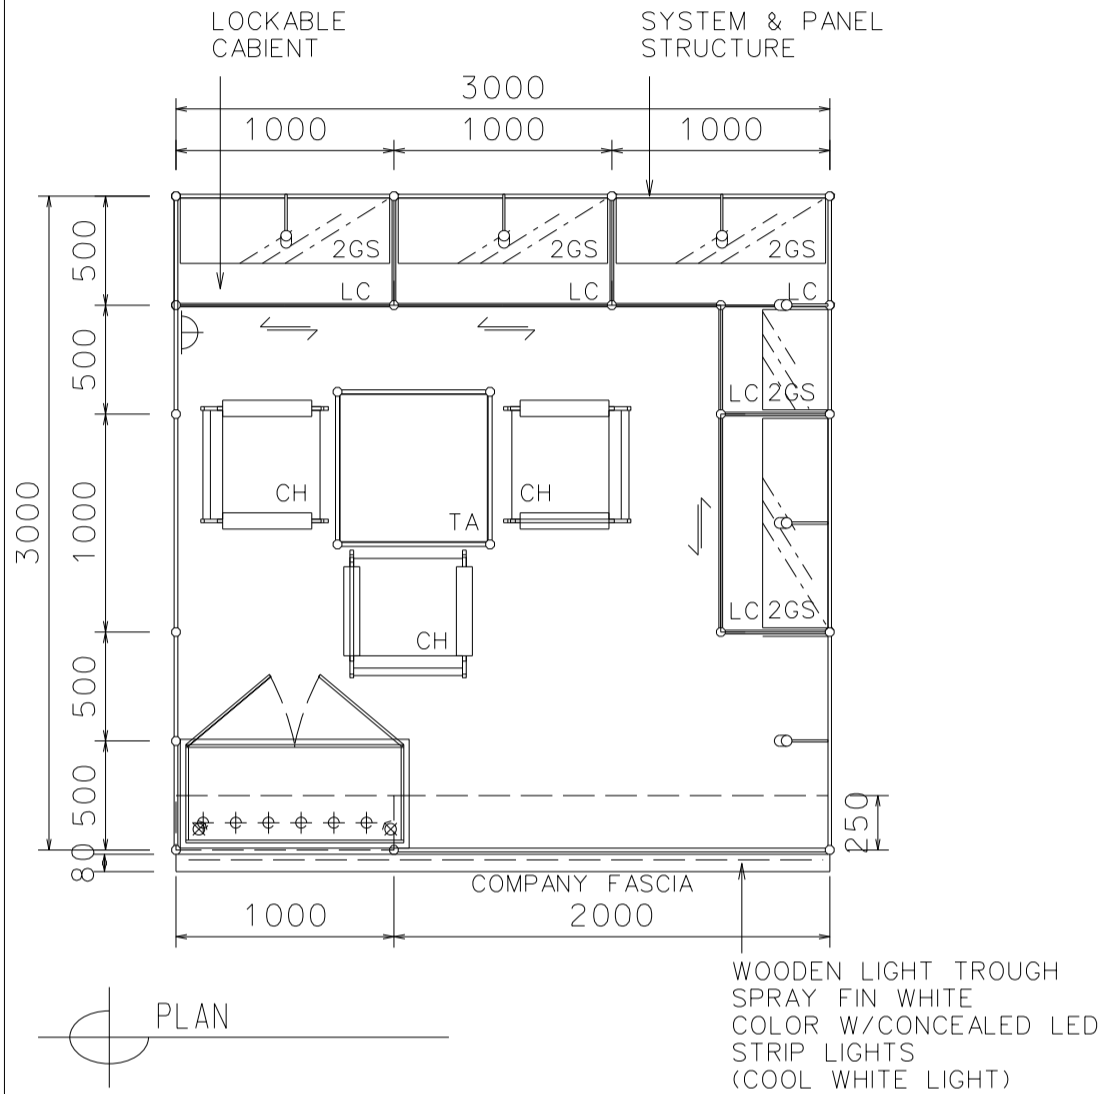 LOCKABLE
CABIENT
SYSTEM & PANEL
STRUCTURE
3000
1000
1000
1000
500
500
1000
500
500
80
3000
2GS
2GS
2GS
LC
LC
LC
LC 2GS
CH
CH
TA
LC 2GS
CH
250
COMPANY FASCIA
1000
2000
WOODEN LIGHT TROUGH
SPRAY FIN WHITE
COLOR W/CONCEALED LED
STRIP LIGHTS
(COOL WHITE LIGHT)
PLAN